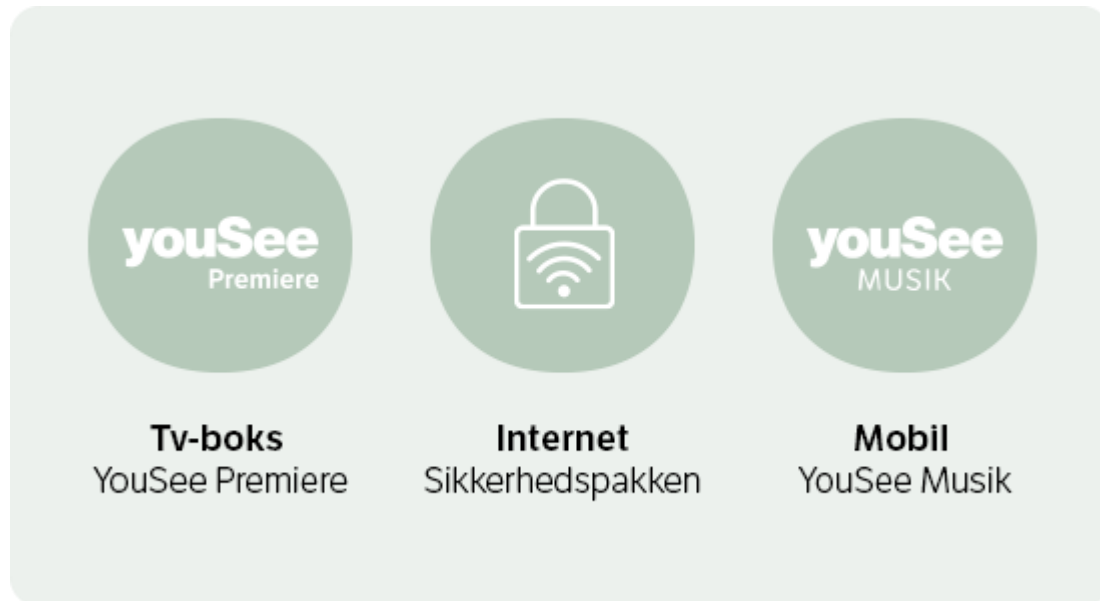 youSee
Premiere
youSee
MUSIK
Tv-boks
YouSee Premiere
Internet
Sikkerhedspakken
Mobil
YouSee Musik